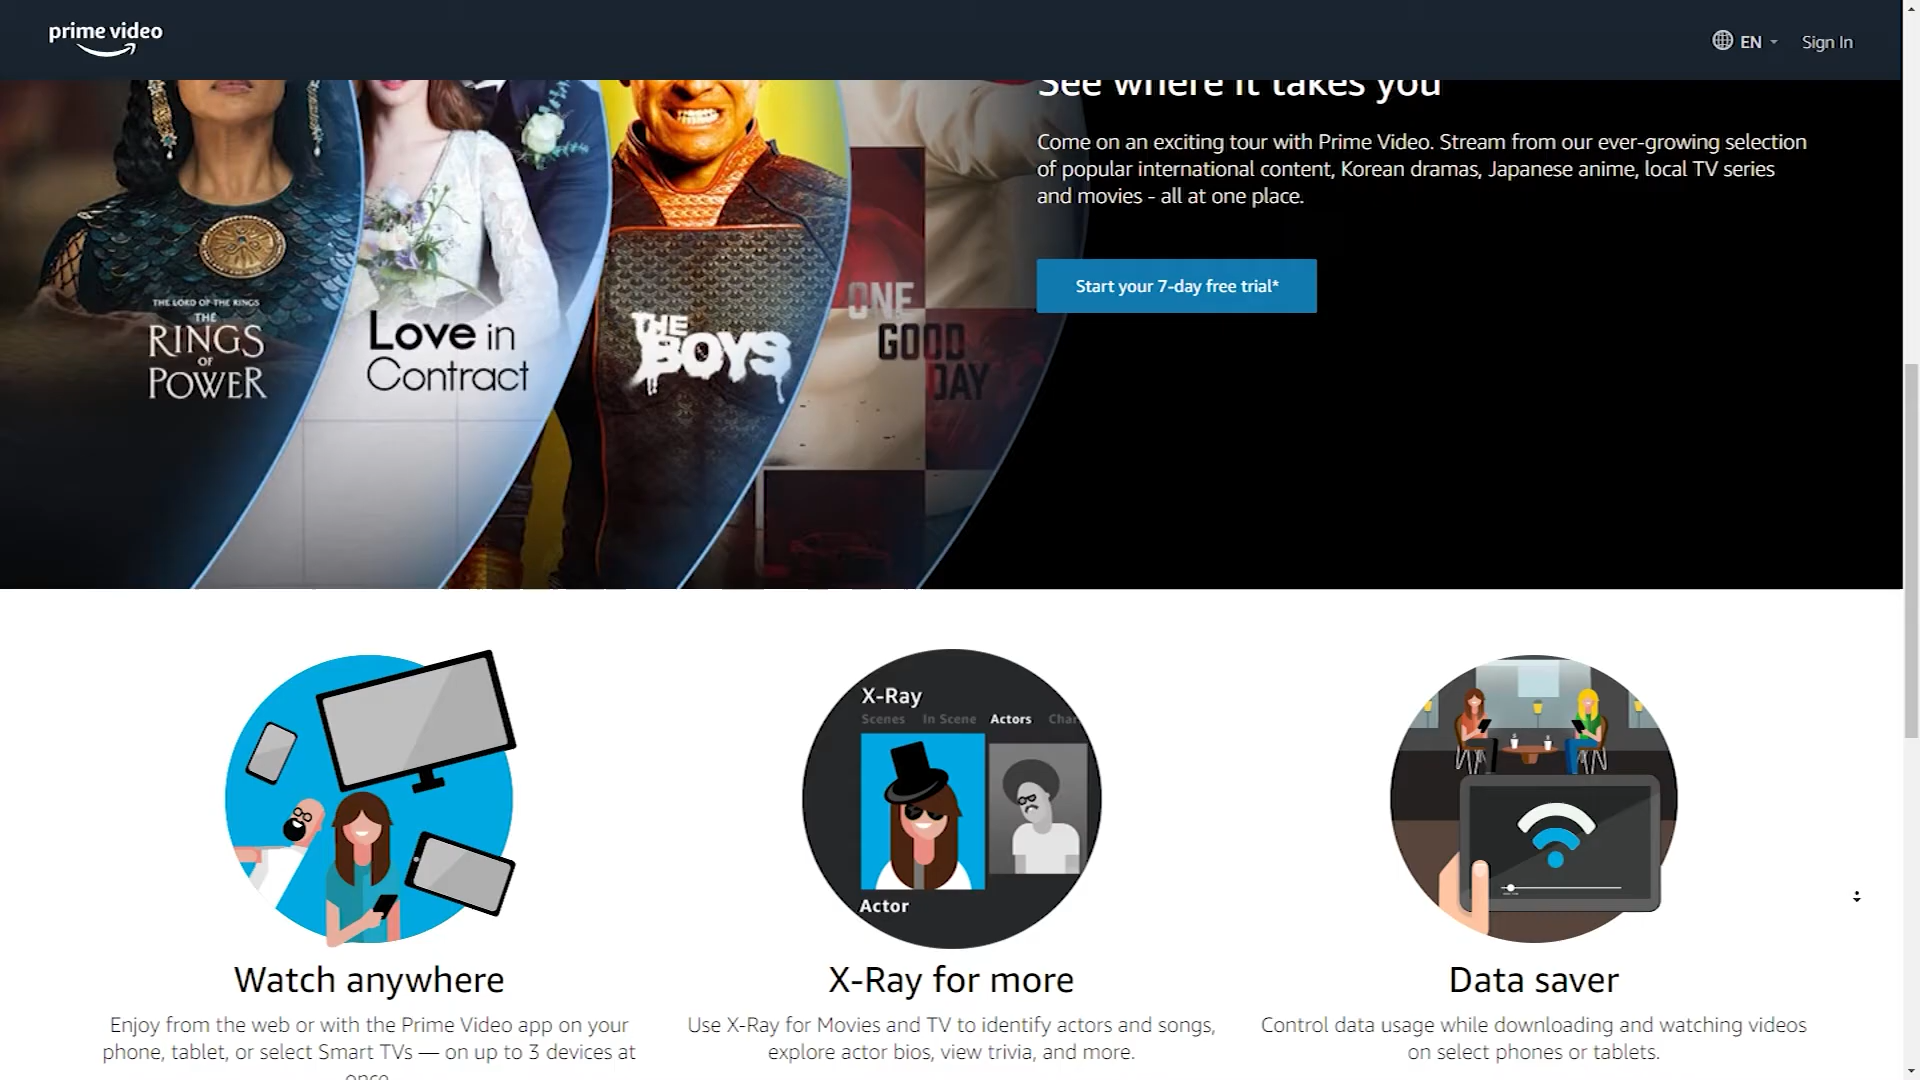 prime video
EN
Sign In
See where it takes you
Come on an exciting tour with Prime Video. Stream from our ever-growing selection
of popular international content, Korean dramas, Japanese anime, local TV series
and movies - all at one place.
Start your 7-day free trial*
THE LORD OF THE RINGS
THE
RINGS
OF
POWER
Love in
Contract
THE
BOYS
ONE
GOOD
DAY
X-Ray
Scenes In Scene Actors Char
Actor
Watch anywhere
Enjoy from the web or with the Prime Video app on your
phone, tablet, or select Smart TVs — on up to 3 devices at
once.
X-Ray for more
Use X-Ray for Movies and TV to identify actors and songs,
explore actor bios, view trivia, and more.
Data saver
Control data usage while downloading and watching videos
on select phones or tablets.